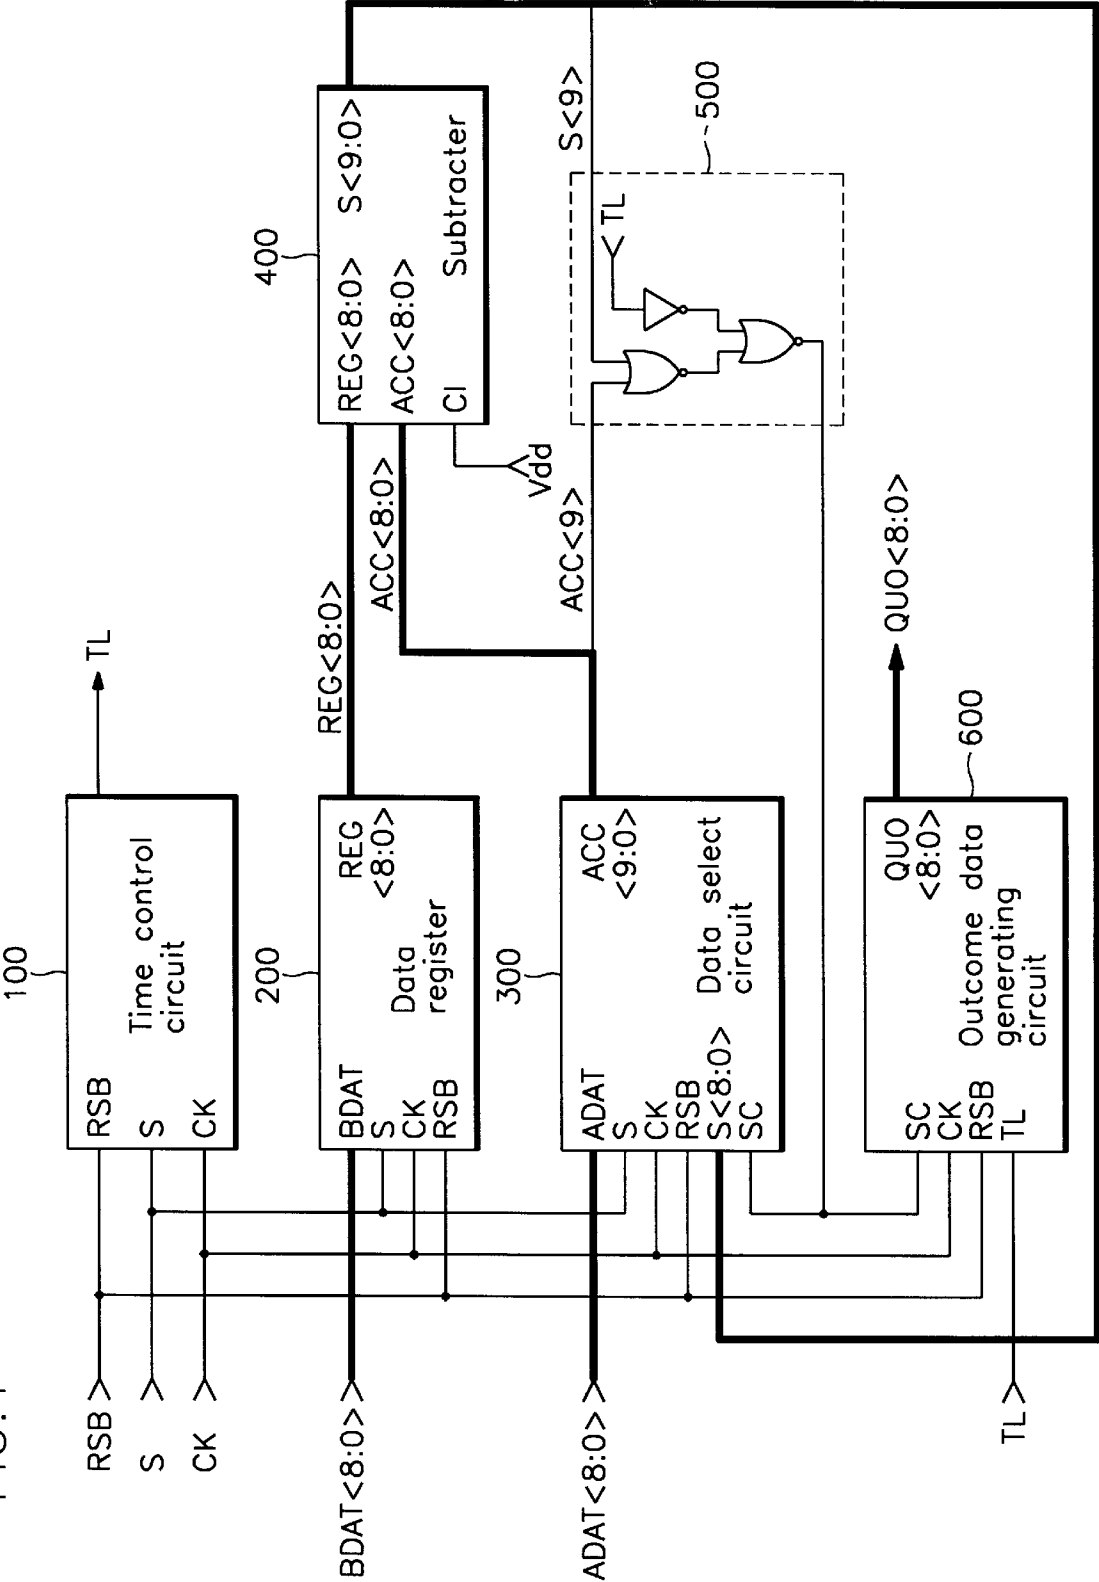 100
TL
RSB
Time control
circuit
RSB
S
S
CK
CK
200
REG<8:0>
BDAT<8:0>
BDAT
REG
<8:0>
S
CK
RSB
Data
register
400
REG<8:0>
S<9:0>
ACC<8:0>
ACC<8:0>
CI
Subtracter
Vdd
300
ADAT<8:0>
ADAT
ACC
<9:0>
S
CK
RSB
S<8:0>
SC
Data select
circuit
ACC<9>
S<9>
TL
500
QUO<8:0>
600
QUO
<8:0>
SC
CK
RSB
TL
Outcome data
generating
circuit
TL